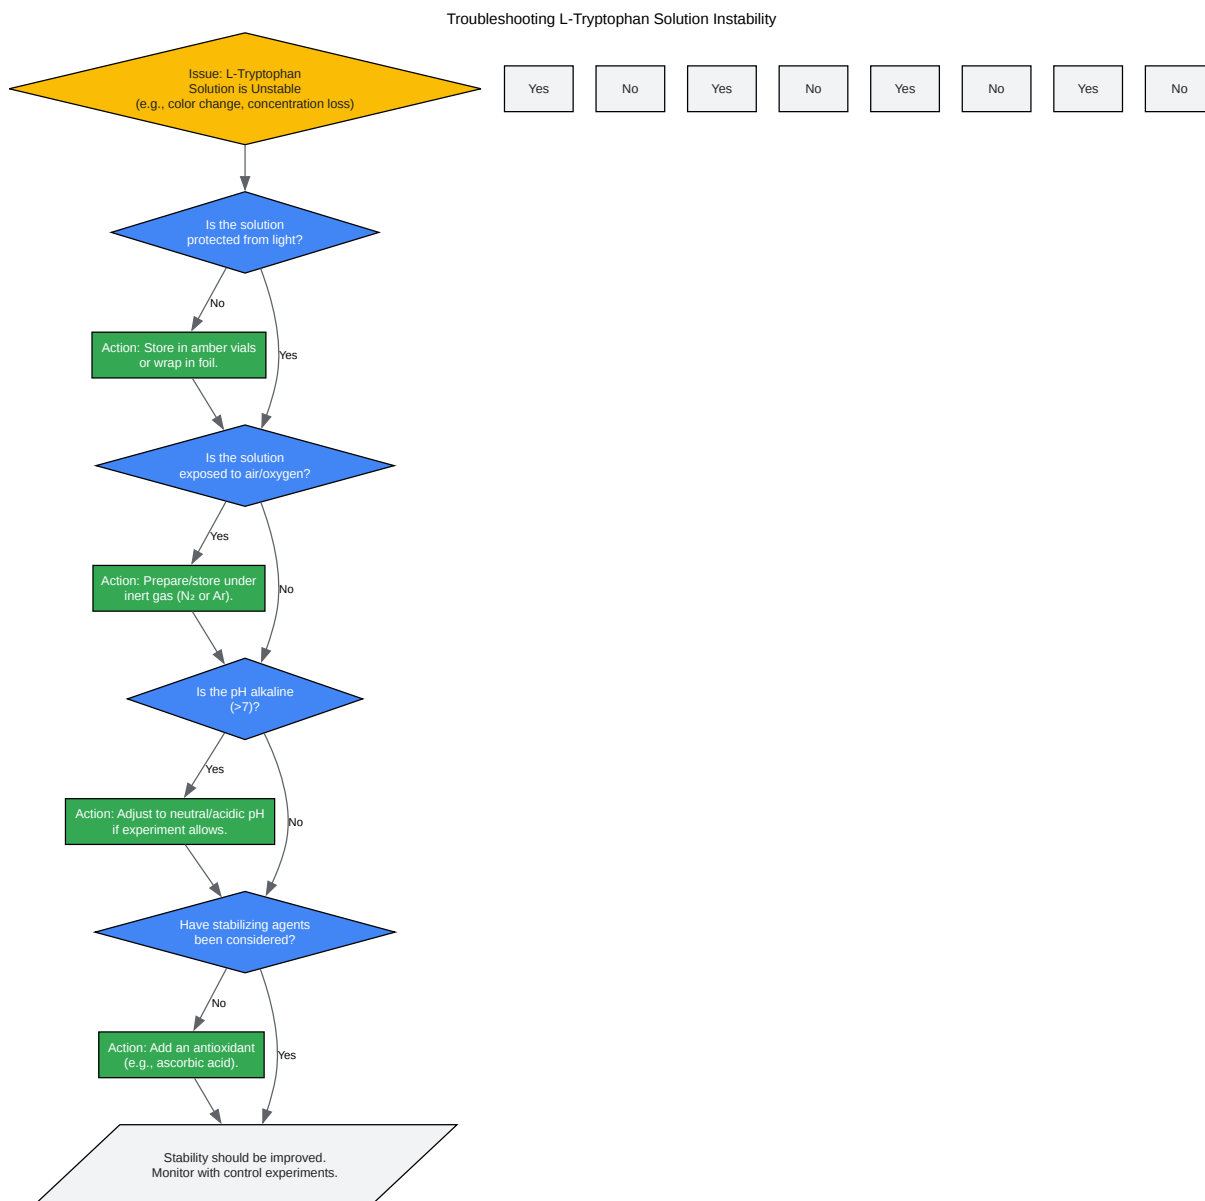 Troubleshooting L-Tryptophan Solution Instability
Issue: L-Tryptophan
Solution is Unstable
(e.g., color change, concentration loss)
Yes
No
Yes
No
Yes
No
Yes
No
Is the solution
protected from light?
No
Action: Store in amber vials
or wrap in foil.
Yes
Is the solution
exposed to air/oxygen?
Yes
Action: Prepare/store under
inert gas (N₂ or Ar).
No
Is the pH alkaline
(>7)?
Yes
Action: Adjust to neutral/acidic pH
if experiment allows.
No
Have stabilizing agents
been considered?
No
Action: Add an antioxidant
(e.g., ascorbic acid).
Yes
Stability should be improved.
Monitor with control experiments.